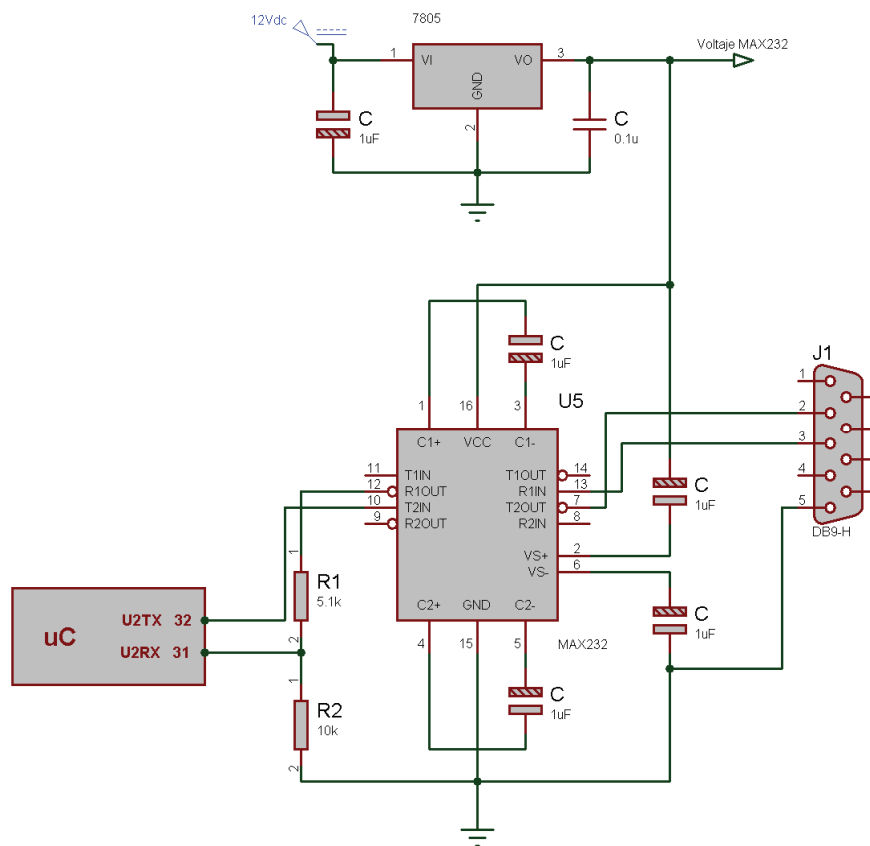 12Vdc
7805
Voltaje MAX232
1
VI
VO
3
GND
2
C
1uF
C
0.1u
C
1uF
J1
1
16
3
U5
1
2
3
4
5
DB9-H
C1+
VCC
C1-
11
T1IN
T1OUT
14
12
R1OUT
R1IN
13
10
T2IN
T2OUT
7
9
R2OUT
R2IN
8
VS+
2
VS-
6
C
1uF
C2+
GND
C2-
4
15
5
MAX232
C
1uF
C
1uF
1
R1
5.1k
2
uC
U2TX 32
U2RX 31
1
R2
10k
2